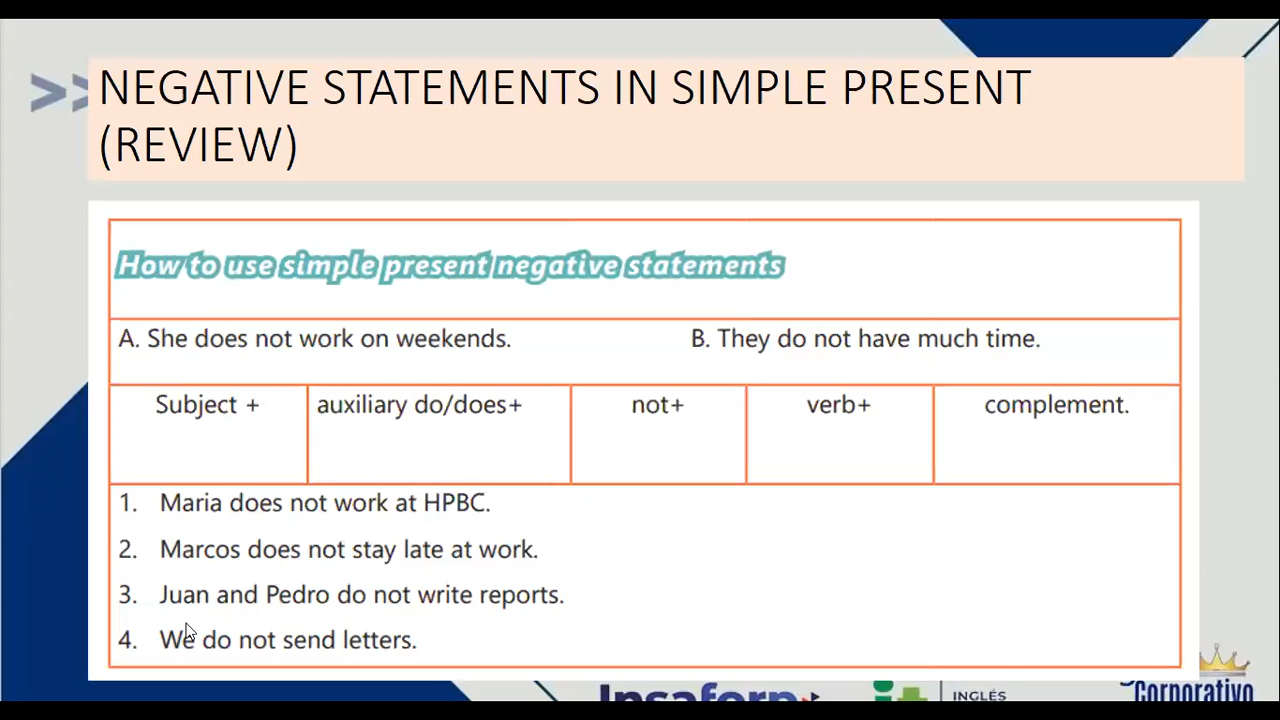 >> NEGATIVE STATEMENTS IN SIMPLE PRESENT
(REVIEW)
How to use simple present negative statements
A. She does not work on weekends. B. They do not have much time.
Subject + auxiliary do/does+ not+ verb+ complement.
1. Maria does not work at HPBC.
2. Marcos does not stay late at work.
3. Juan and Pedro do not write reports.
4. We do not send letters.
Insaforp INGLÉS Corporativo